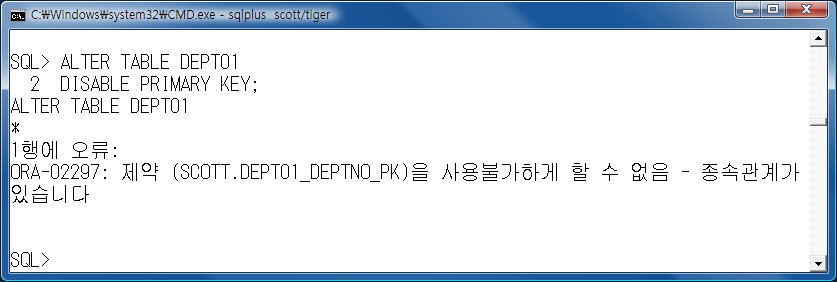 C:\Windows\system32\CMD.exe - sqlplus  scott/tiger
SQL> ALTER TABLE DEPT01
  2  DISABLE PRIMARY KEY;
ALTER TABLE DEPT01
*
1행에 오류:
ORA-02297: 제약 (SCOTT.DEPT01_DEPTNO_PK)을 사용불가하게 할 수 없음 - 종속관계가
있습니다
SQL>